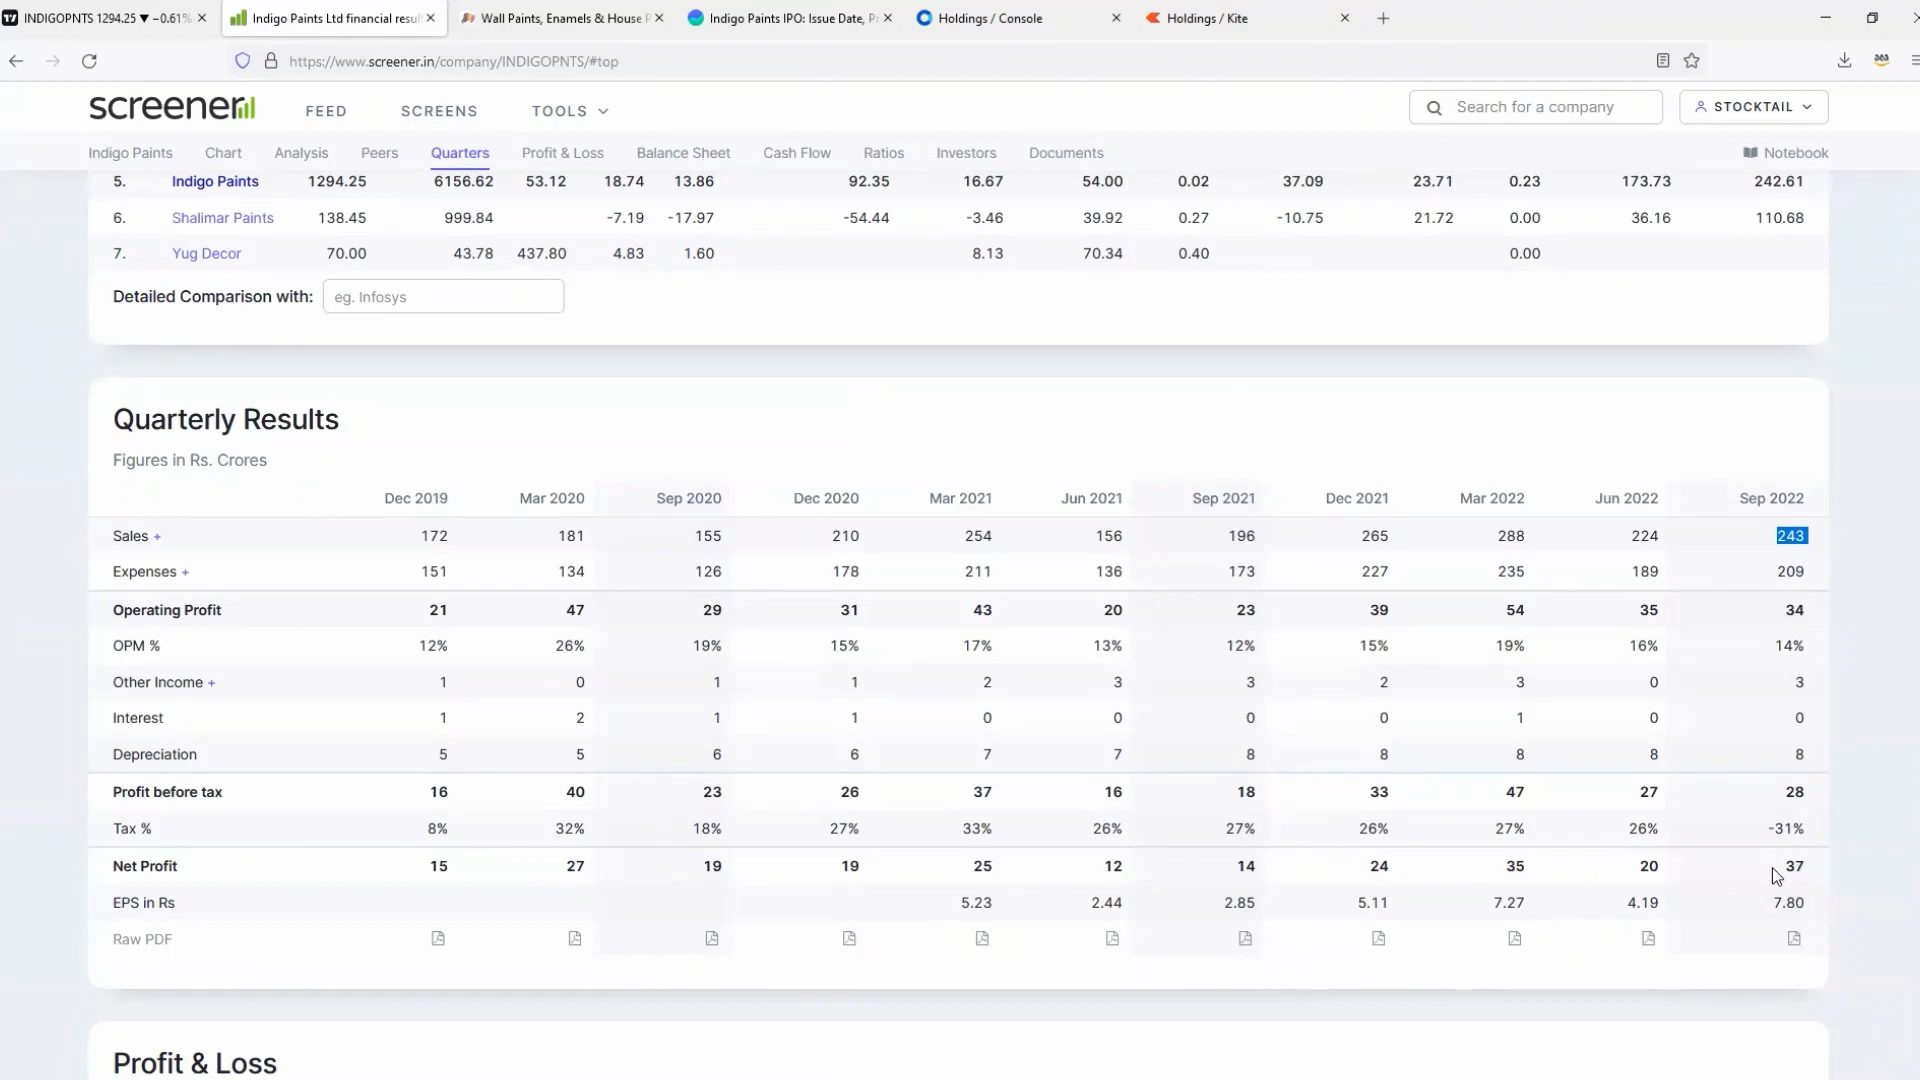 INDIGOPNTS 1294.25 ▼ −0.61%
Indigo Paints Ltd financial resul
Wall Paints, Enamels & House P
Indigo Paints IPO: Issue Date, Pr
Holdings / Console
Holdings / Kite
https://www.screener.in/company/INDIGOPNTS/#top
screener
FEED SCREENS TOOLS
Search for a company
STOCKTAIL
Indigo Paints Chart Analysis Peers Quarters Profit & Loss Balance Sheet Cash Flow Ratios Investors Documents Notebook
5. Indigo Paints 1294.25 6156.62 53.12 18.74 13.86 92.35 16.67 54.00 0.02 37.09 23.71 0.23 173.73 242.61
6. Shalimar Paints 138.45 999.84 -7.19 -17.97 -54.44 -3.46 39.92 0.27 -10.75 21.72 0.00 36.16 110.68
7. Yug Decor 70.00 43.78 437.80 4.83 1.60 8.13 70.34 0.40 0.00
Detailed Comparison with: eg. Infosys
Quarterly Results
Figures in Rs. Crores
Dec 2019 Mar 2020 Sep 2020 Dec 2020 Mar 2021 Jun 2021 Sep 2021 Dec 2021 Mar 2022 Jun 2022 Sep 2022
Sales + 172 181 155 210 254 156 196 265 288 224 243
Expenses + 151 134 126 178 211 136 173 227 235 189 209
Operating Profit 21 47 29 31 43 20 23 39 54 35 34
OPM % 12% 26% 19% 15% 17% 13% 12% 15% 19% 16% 14%
Other Income + 1 0 1 1 2 3 3 2 3 0 3
Interest 1 2 1 1 0 0 0 0 1 0 0
Depreciation 5 5 6 6 7 7 8 8 8 8 8
Profit before tax 16 40 23 26 37 16 18 33 47 27 28
Tax % 8% 32% 18% 27% 33% 26% 27% 26% 27% 26% -31%
Net Profit 15 27 19 19 25 12 14 24 35 20 37
EPS in Rs 5.23 2.44 2.85 5.11 7.27 4.19 7.80
Raw PDF
Profit & Loss